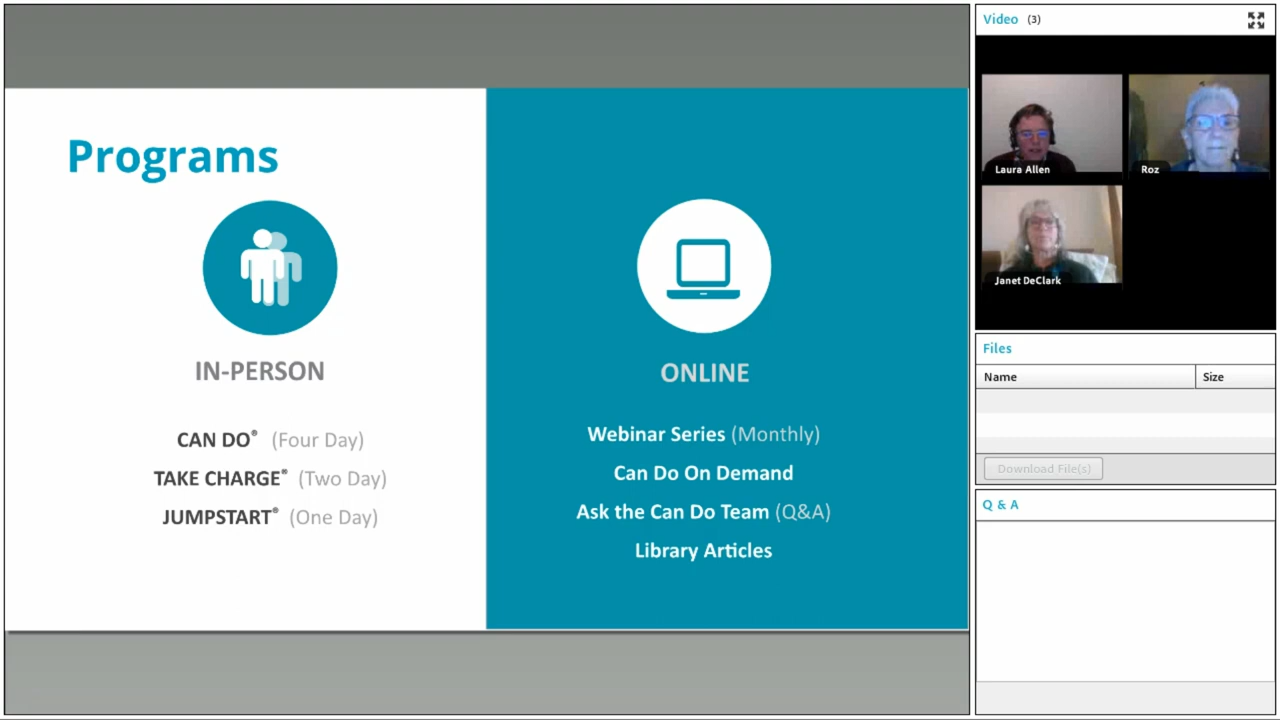 Programs
IN-PERSON
CAN DO® (Four Day)
TAKE CHARGE® (Two Day)
JUMPSTART® (One Day)
ONLINE
Webinar Series (Monthly)
Can Do On Demand
Ask the Can Do Team (Q&A)
Library Articles
Video (3)
Laura Allen
Roz
Janet DeClark
Files
Name Size
Download File(s)
Q & A